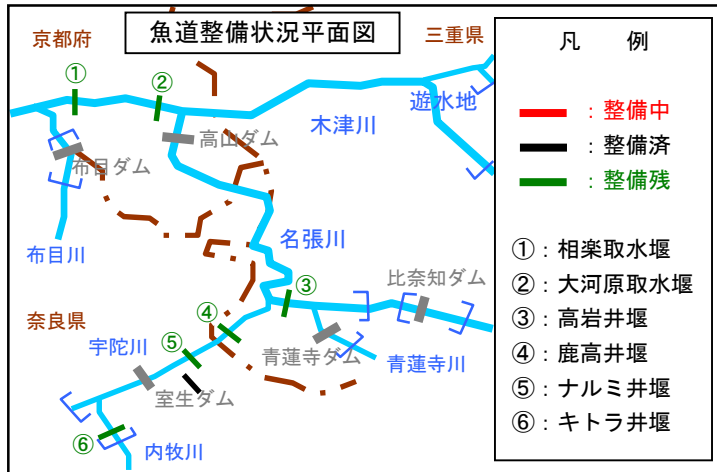 魚道整備状況平面図
京都府
三重県
①
②
遊水地
木津川
高山ダム
布目ダム
布目川
名張川
③
比奈知ダム
奈良県
④
宇陀川
⑤
青蓮寺ダム
青蓮寺川
室生ダム
⑥
内牧川
凡 例
：整備中
：整備済
：整備残
①：相楽取水堰
②：大河原取水堰
③：高岩井堰
④：鹿高井堰
⑤：ナルミ井堰
⑥：キトラ井堰